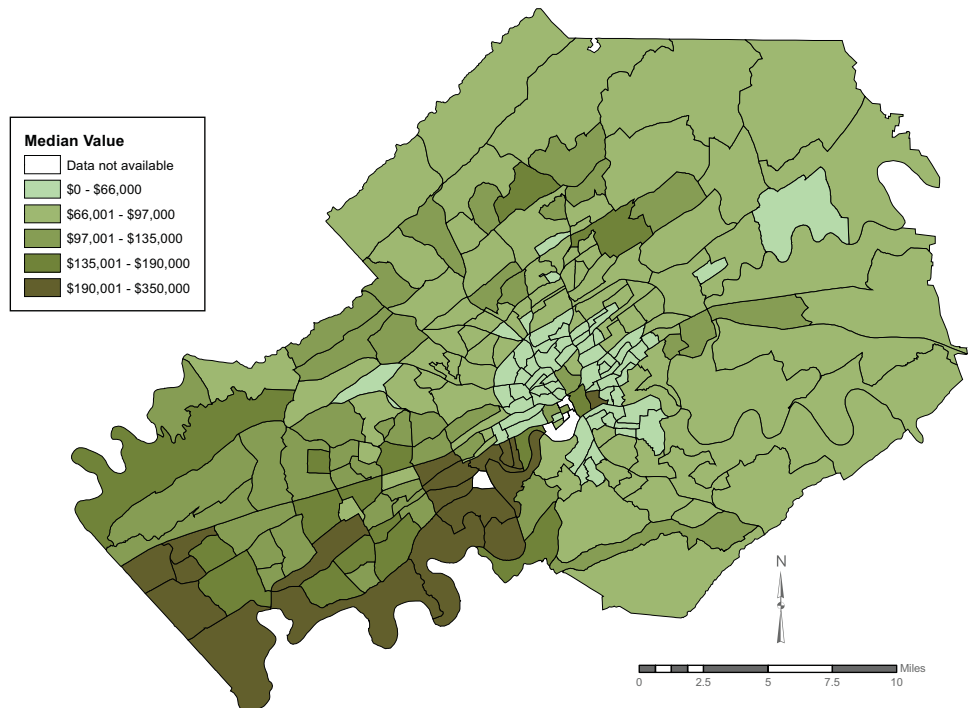 Median Value
Data not available
$0 - $66,000
$66,001 - $97,000
$97,001 - $135,000
$135,001 - $190,000
$190,001 - $350,000
N
Miles
0 2.5 5 7.5 10